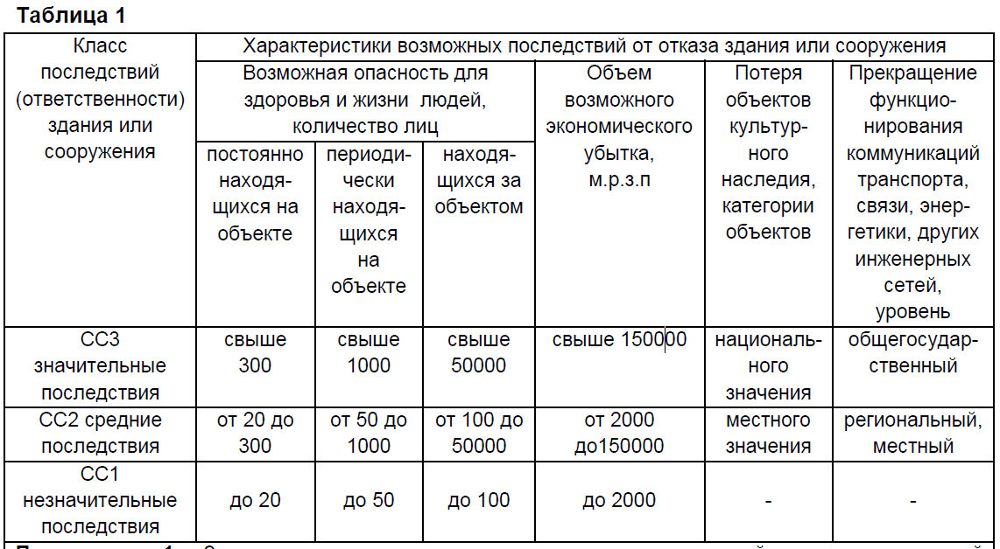 Таблица 1
Класс
последствий
(ответственности)
здания или
сооружения
Характеристики возможных последствий от отказа здания или сооружения
Возможная опасность для
здоровья и жизни людей,
количество лиц
постоянно
находя-
щихся на
объекте
периоди-
чески
находя-
щихся
на
объекте
находя-
щихся за
объектом
Объем
возможного
экономического
убытка,
м.р.з.п
Потеря
объектов
культур-
ного
наследия,
категории
объектов
Прекращение
функцио-
нирования
коммуникаций
транспорта,
связи, энер-
гетики, других
инженерных
сетей,
уровень
СС3
значительные
последствия
свыше
300
свыше
1000
свыше
50000
свыше 150000
националь-
ного
значения
общегосудар-
ственный
СС2 средние
последствия
от 20 до
300
от 50 до
1000
от 100 до
50000
от 2000
до150000
местного
значения
региональный,
местный
СС1
незначительные
последствия
до 20
до 50
до 100
до 2000
-
-